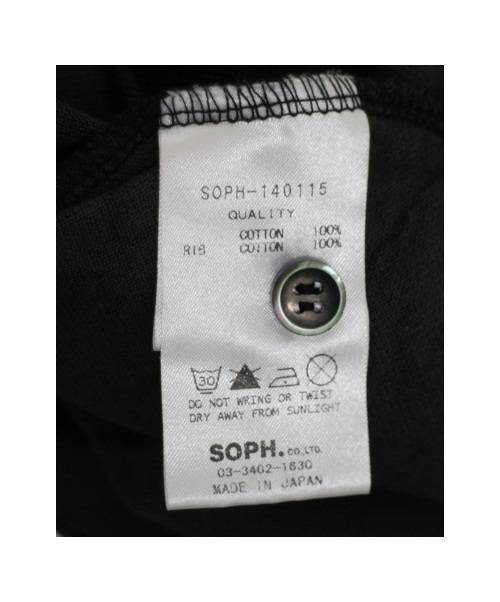 SOPH-140115
QUALITY
COTTON 100%
RIB COTTON 100%
30
DO NOT WRING OR TWIST
DRY AWAY FROM SUNLIGHT
SOPH. CO.,LTD.
03-3402-1830
MADE IN JAPAN